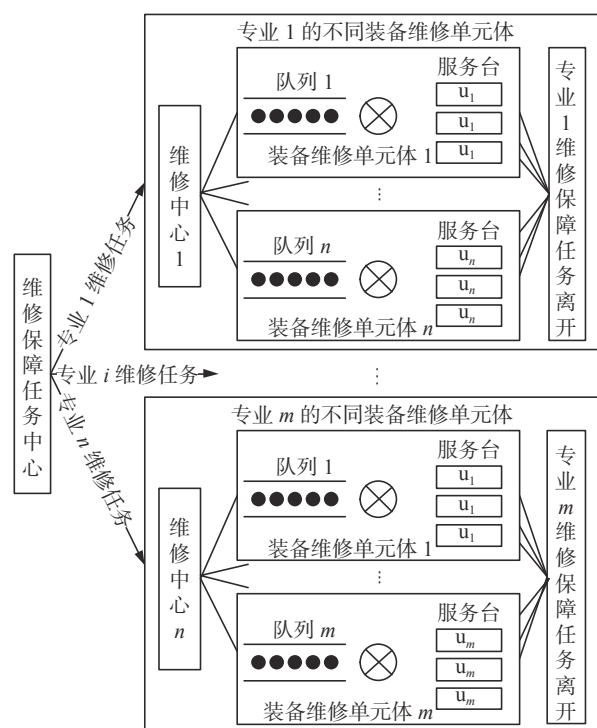 维修保障任务中心
专业 1 维修任务
专业 i 维修任务
专业 n 维修任务
专业 1 的不同装备维修单元体
维修中心 1
队列 1
服务台
u1
u1
u1
装备维修单元体 1
⋮
队列 n
服务台
un
un
un
装备维修单元体 n
专业 1 维修保障任务离开
⋮
专业 m 的不同装备维修单元体
维修中心 n
队列 1
服务台
u1
u1
u1
装备维修单元体 1
⋮
队列 m
服务台
um
um
um
装备维修单元体 m
专业 m 维修保障任务离开